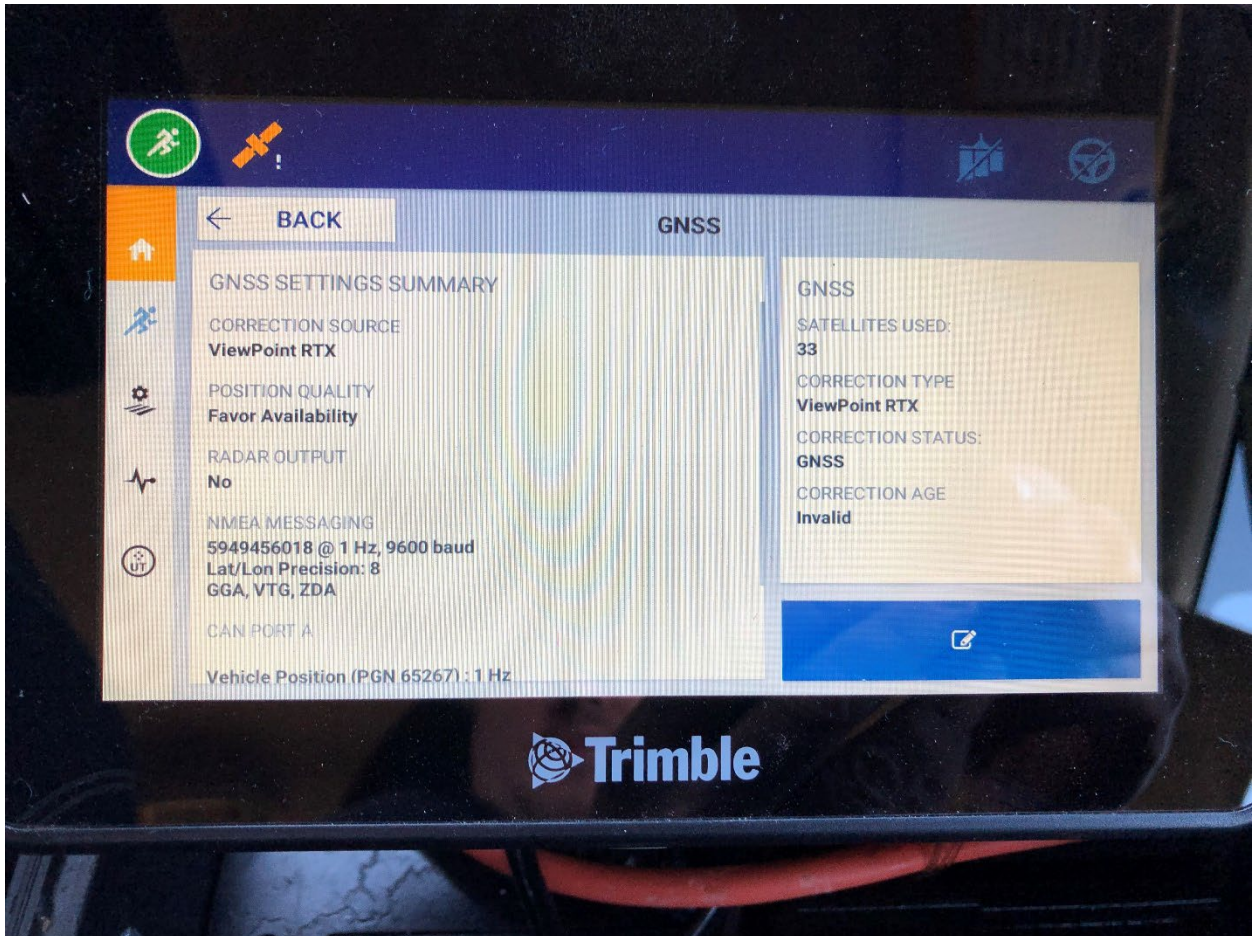 BACK
GNSS
GNSS SETTINGS SUMMARY
CORRECTION SOURCE
ViewPoint RTX
POSITION QUALITY
Favor Availability
RADAR OUTPUT
No
NMEA MESSAGING
5949456018 @ 1 Hz, 9600 baud
Lat/Lon Precision: 8
GGA, VTG, ZDA
CAN PORT A
Vehicle Position (PGN 65267) : 1 Hz
GNSS
SATELLITES USED:
33
CORRECTION TYPE
ViewPoint RTX
CORRECTION STATUS:
GNSS
CORRECTION AGE
Invalid
!
UT
Trimble